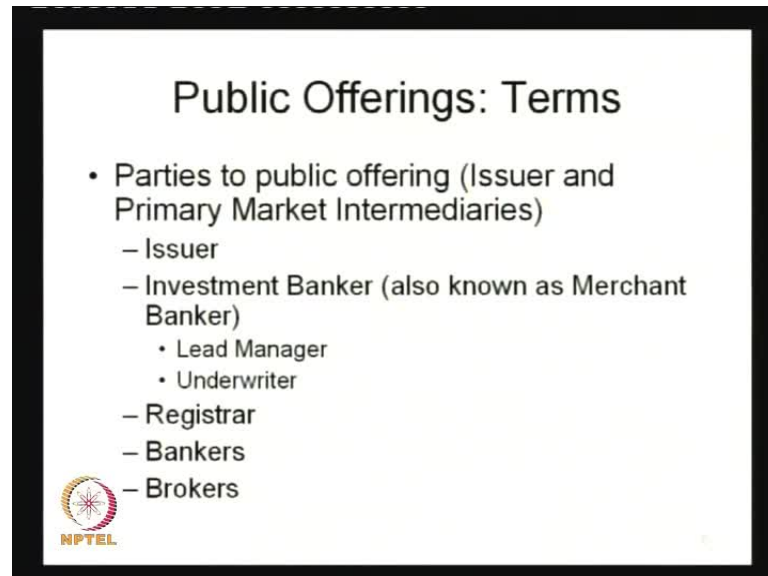 Public Offerings: Terms
• Parties to public offering (Issuer and
Primary Market Intermediaries)
– Issuer
– Investment Banker (also known as Merchant
Banker)
• Lead Manager
• Underwriter
– Registrar
– Bankers
– Brokers
NPTEL